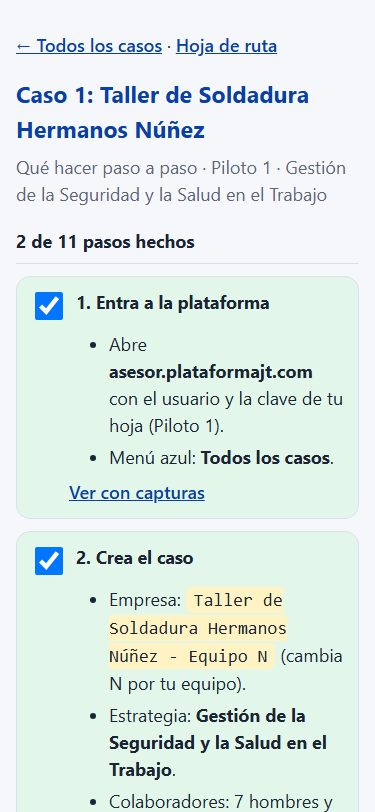 ← Todos los casos · Hoja de ruta
Caso 1: Taller de Soldadura
Hermanos Núñez
Qué hacer paso a paso · Piloto 1 · Gestión
de la Seguridad y la Salud en el Trabajo
2 de 11 pasos hechos
1. Entra a la plataforma
• Abre
asesor.plataformajt.com
con el usuario y la clave de tu
hoja (Piloto 1).
• Menú azul: Todos los casos.
Ver con capturas
2. Crea el caso
• Empresa: Taller de
Soldadura Hermanos
Núñez - Equipo N (cambia
N por tu equipo).
• Estrategia: Gestión de la
Seguridad y la Salud en el
Trabajo.
• Colaboradores: 7 hombres y